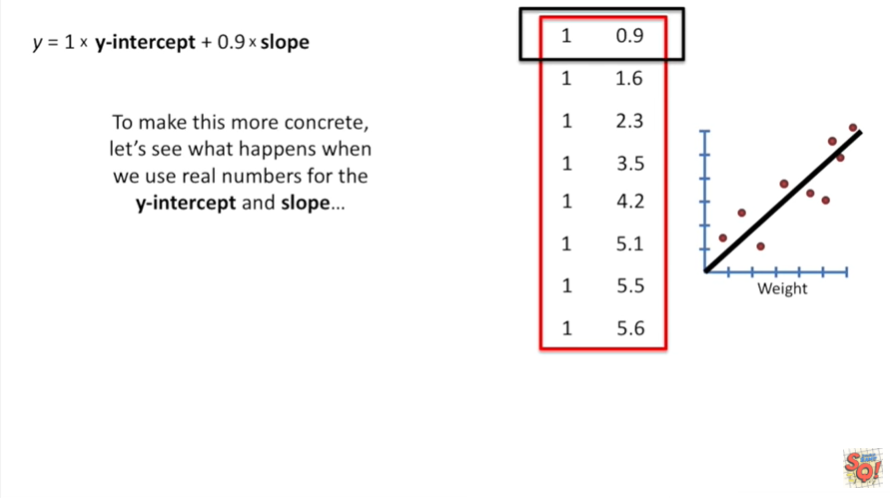 y = 1 × y-intercept + 0.9 × slope
To make this more concrete,
let's see what happens when
we use real numbers for the
y-intercept and slope...
1 0.9
1 1.6
1 2.3
1 3.5
1 4.2
1 5.1
1 5.5
1 5.6
Weight
SQ!